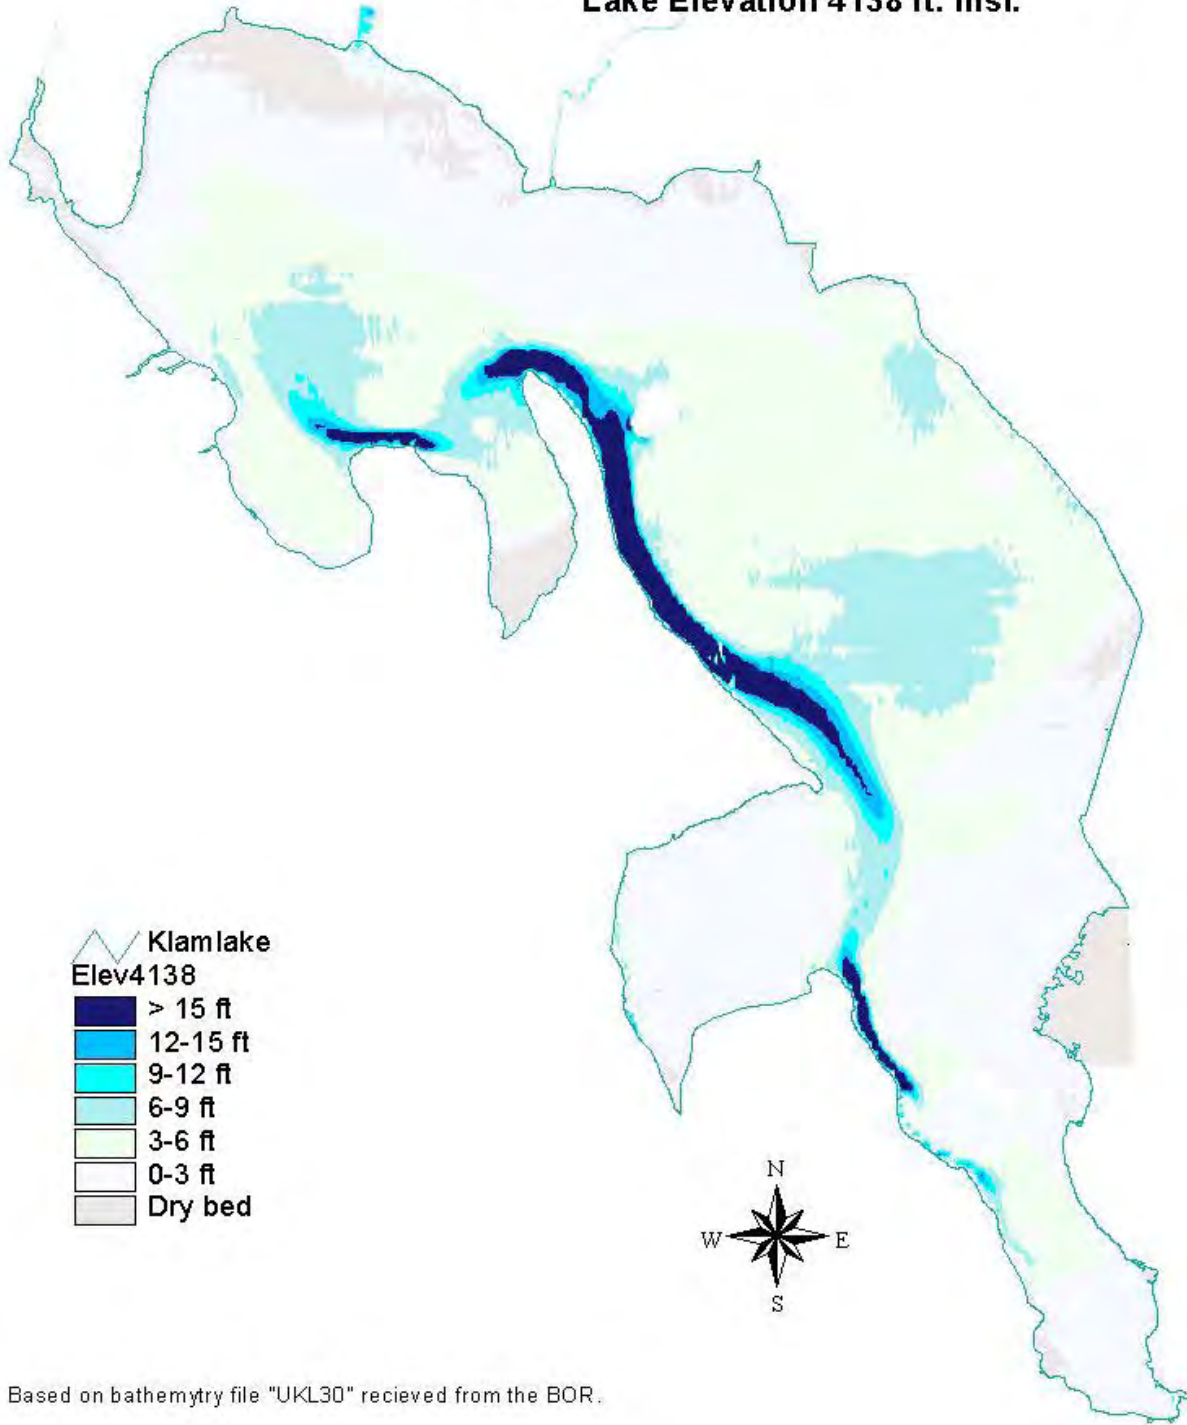 Lake Elevation 4138 ft. msl.
Klamlake
Elev4138
> 15 ft
12-15 ft
9-12 ft
6-9 ft
3-6 ft
0-3 ft
Dry bed
N
W E
S
Based on bathemytry file "UKL30" recieved from the BOR.